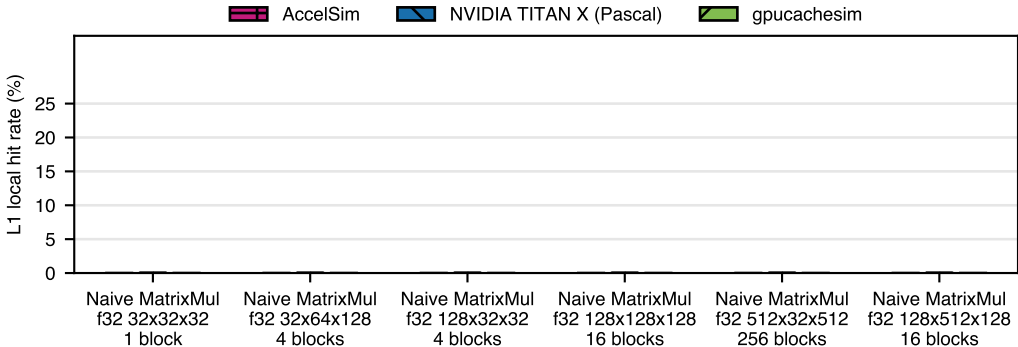 AccelSim NVIDIA TITAN X (Pascal) gpucachesim
L1 local hit rate (%)
25
20
15
10
5
0
Naive MatrixMul Naive MatrixMul Naive MatrixMul Naive MatrixMul Naive MatrixMul Naive MatrixMul
f32 32x32x32 f32 32x64x128 f32 128x32x32 f32 128x128x128 f32 512x32x512 f32 128x512x128
1 block 4 blocks 4 blocks 16 blocks 256 blocks 16 blocks